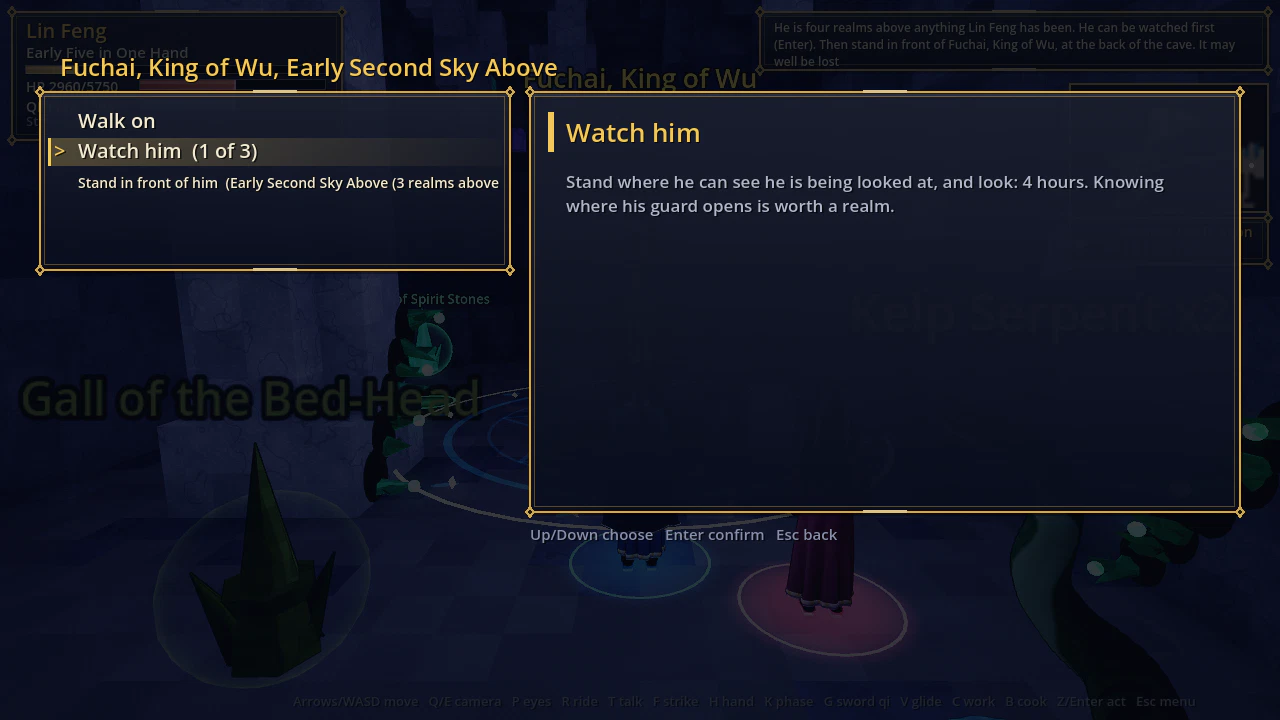 Lin Feng
Early Five in One Hand
He is four realms above anything Lin Feng has been. He can be watched first
(Enter). Then stand in front of Fuchai, King of Wu, at the back of the cave. It may
well be lost
Fuchai, King of Wu, Early Second Sky Above
Fuchai, King of Wu
HP 2960/5750
Walk on
> Watch him (1 of 3)
Stand in front of him (Early Second Sky Above (3 realms above
Watch him
Stand where he can see he is being looked at, and look: 4 hours. Knowing
where his guard opens is worth a realm.
of Spirit Stones
Kelp Serpent x2
Gall of the Bed-Head
Up/Down choose Enter confirm Esc back
Arrows/WASD move Q/E camera P eyes R ride T talk F strike H hand K phase G sword qi V glide C work B cook Z/Enter act Esc menu